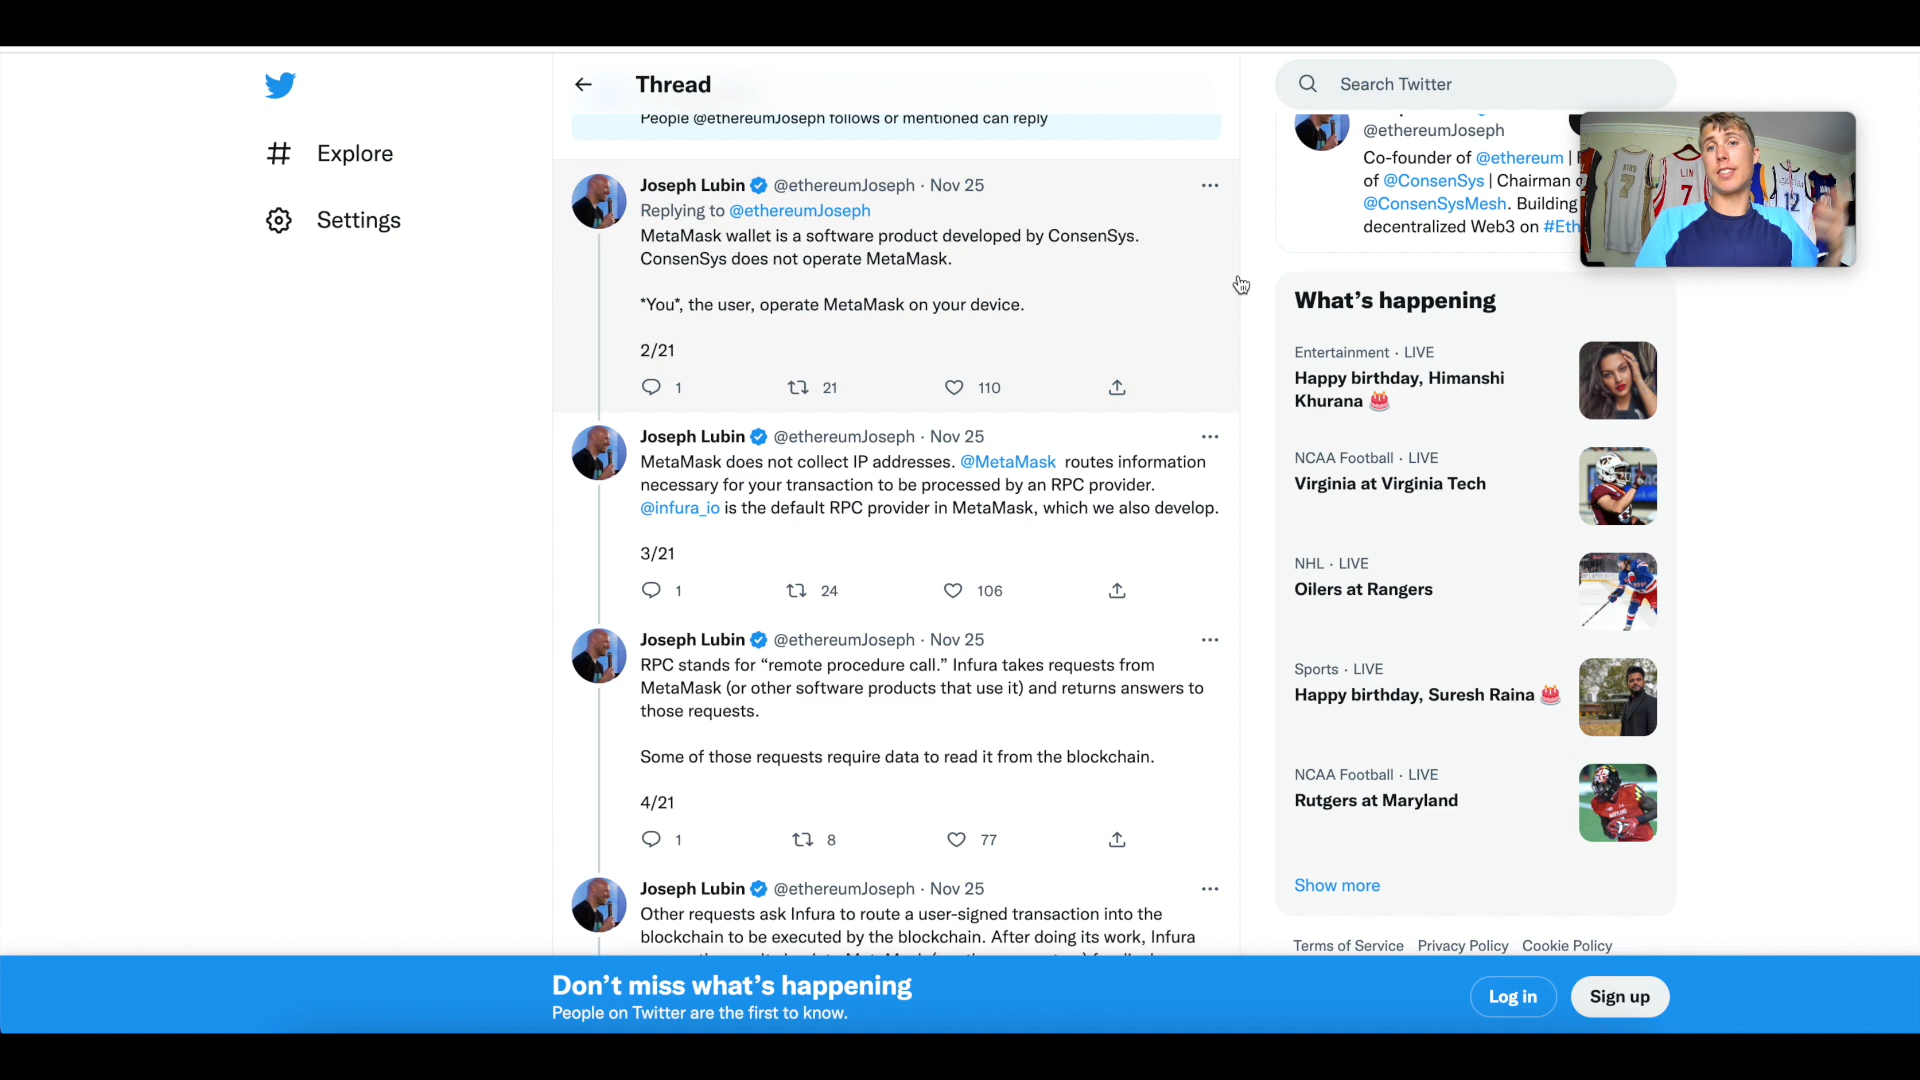 Explore
Settings
Thread
People @ethereumJoseph follows or mentioned can reply
Joseph Lubin @ethereumJoseph · Nov 25
Replying to @ethereumJoseph
MetaMask wallet is a software product developed by ConsenSys.
ConsenSys does not operate MetaMask.
*You*, the user, operate MetaMask on your device.
2/21
1 21 110
Joseph Lubin @ethereumJoseph · Nov 25
MetaMask does not collect IP addresses. @MetaMask routes information
necessary for your transaction to be processed by an RPC provider.
@infura_io is the default RPC provider in MetaMask, which we also develop.
3/21
1 24 106
Joseph Lubin @ethereumJoseph · Nov 25
RPC stands for “remote procedure call.” Infura takes requests from
MetaMask (or other software products that use it) and returns answers to
those requests.
Some of those requests require data to read it from the blockchain.
4/21
1 8 77
Joseph Lubin @ethereumJoseph · Nov 25
Other requests ask Infura to route a user-signed transaction into the
blockchain to be executed by the blockchain. After doing its work, Infura
Search Twitter
@ethereumJoseph
Co-founder of @ethereum |
of @ConsenSys | Chairman
@ConsenSysMesh. Building
decentralized Web3 on #Eth
BIRD
7
LIN
7
12
What’s happening
Entertainment · LIVE
Happy birthday, Himanshi
Khurana 🎂
NCAA Football · LIVE
Virginia at Virginia Tech
NHL · LIVE
Oilers at Rangers
Sports · LIVE
Happy birthday, Suresh Raina 🎂
NCAA Football · LIVE
Rutgers at Maryland
Show more
Terms of Service Privacy Policy Cookie Policy
Don’t miss what’s happening
People on Twitter are the first to know.
Log in
Sign up